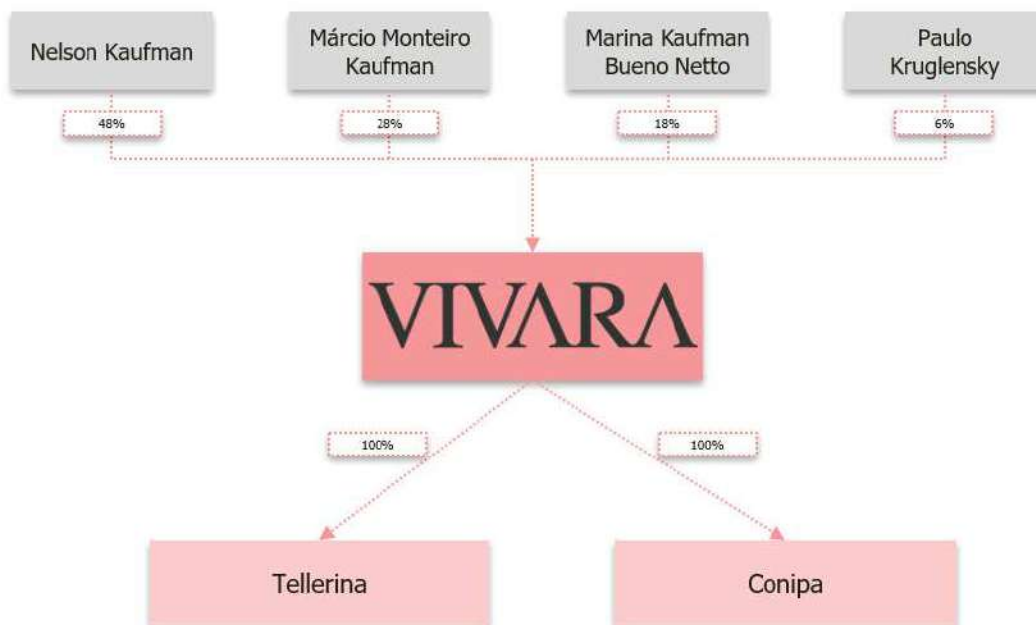 Nelson Kaufman
Márcio Monteiro
Kaufman
Marina Kaufman
Bueno Netto
Paulo
Kruglensky
48%
28%
18%
6%
VIVARA
100%
100%
Tellerina
Conipa